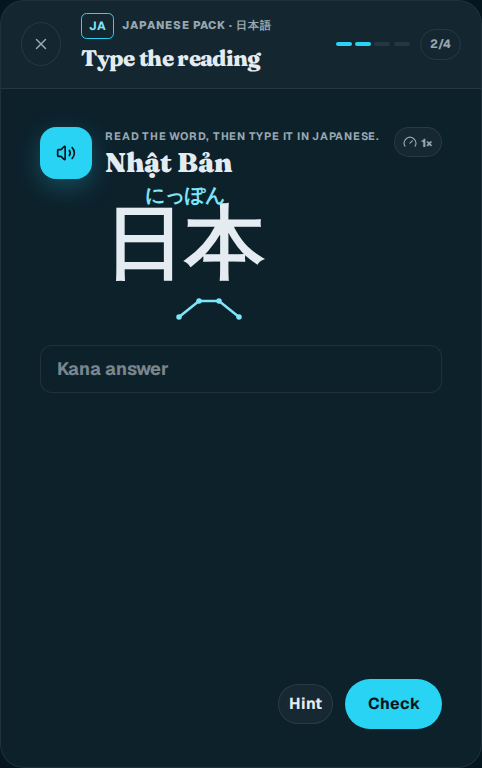 JA JAPANESE PACK · 日本語
Type the reading
2/4
READ THE WORD, THEN TYPE IT IN JAPANESE.
1×
Nhật Bản
にっぽん
日本
Kana answer
Hint
Check